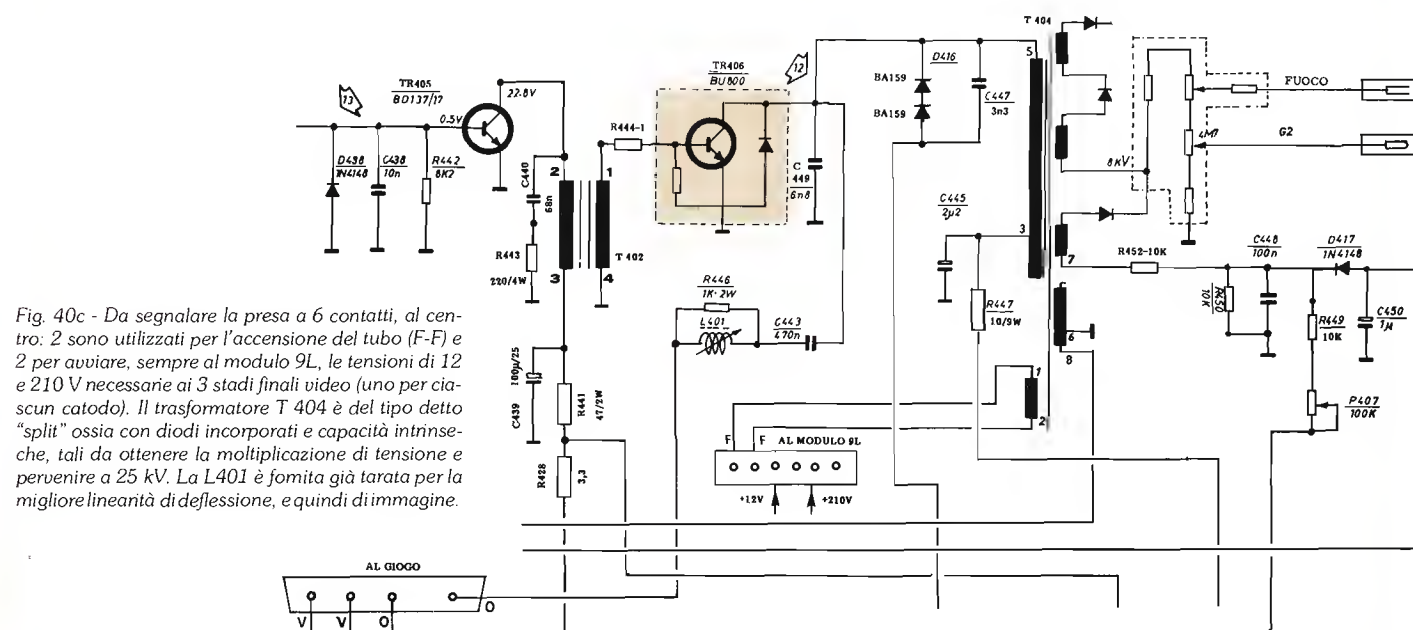 T 404
5
TR405
BD137/17
13
22.8V
0.5V
D438
1N4148
C438
10n
R442
8K2
TR406
BU800
12
R444-1
D416
BA159
BA159
C447
3n3
FUOCO
4M7
G2
8KV
C
449
6n8
C440
68n
2
1
3
4
T 402
R443
220/4W
C445
2µ2
3
7
R452-10K
C448
100n
D417
1N4148
R450
10K
R449
10K
C450
1µ
R446
1K-2W
L401
C443
470n
R447
10/9W
6
8
1
2
P407
100K
Fig. 40c - Da segnalare la presa a 6 contatti, al cen-
tro: 2 sono utilizzati per l'accensione del tubo (F-F) e
2 per avviare, sempre al modulo 9L, le tensioni di 12
e 210 V necessarie ai 3 stadi finali video (uno per cia-
scun catodo). Il trasformatore T 404 è del tipo detto
"split" ossia con diodi incorporati e capacità intrinse-
che, tali da ottenere la moltiplicazione di tensione e
pervenire a 25 kV. La L401 è fornita già tarata per la
migliore linearità di deflessione, e quindi di immagine.
100µ/25
C439
R441
47/2W
R428
3,3
F F AL MODULO 9L
+12V +210V
AL GIOGO
O
V V O